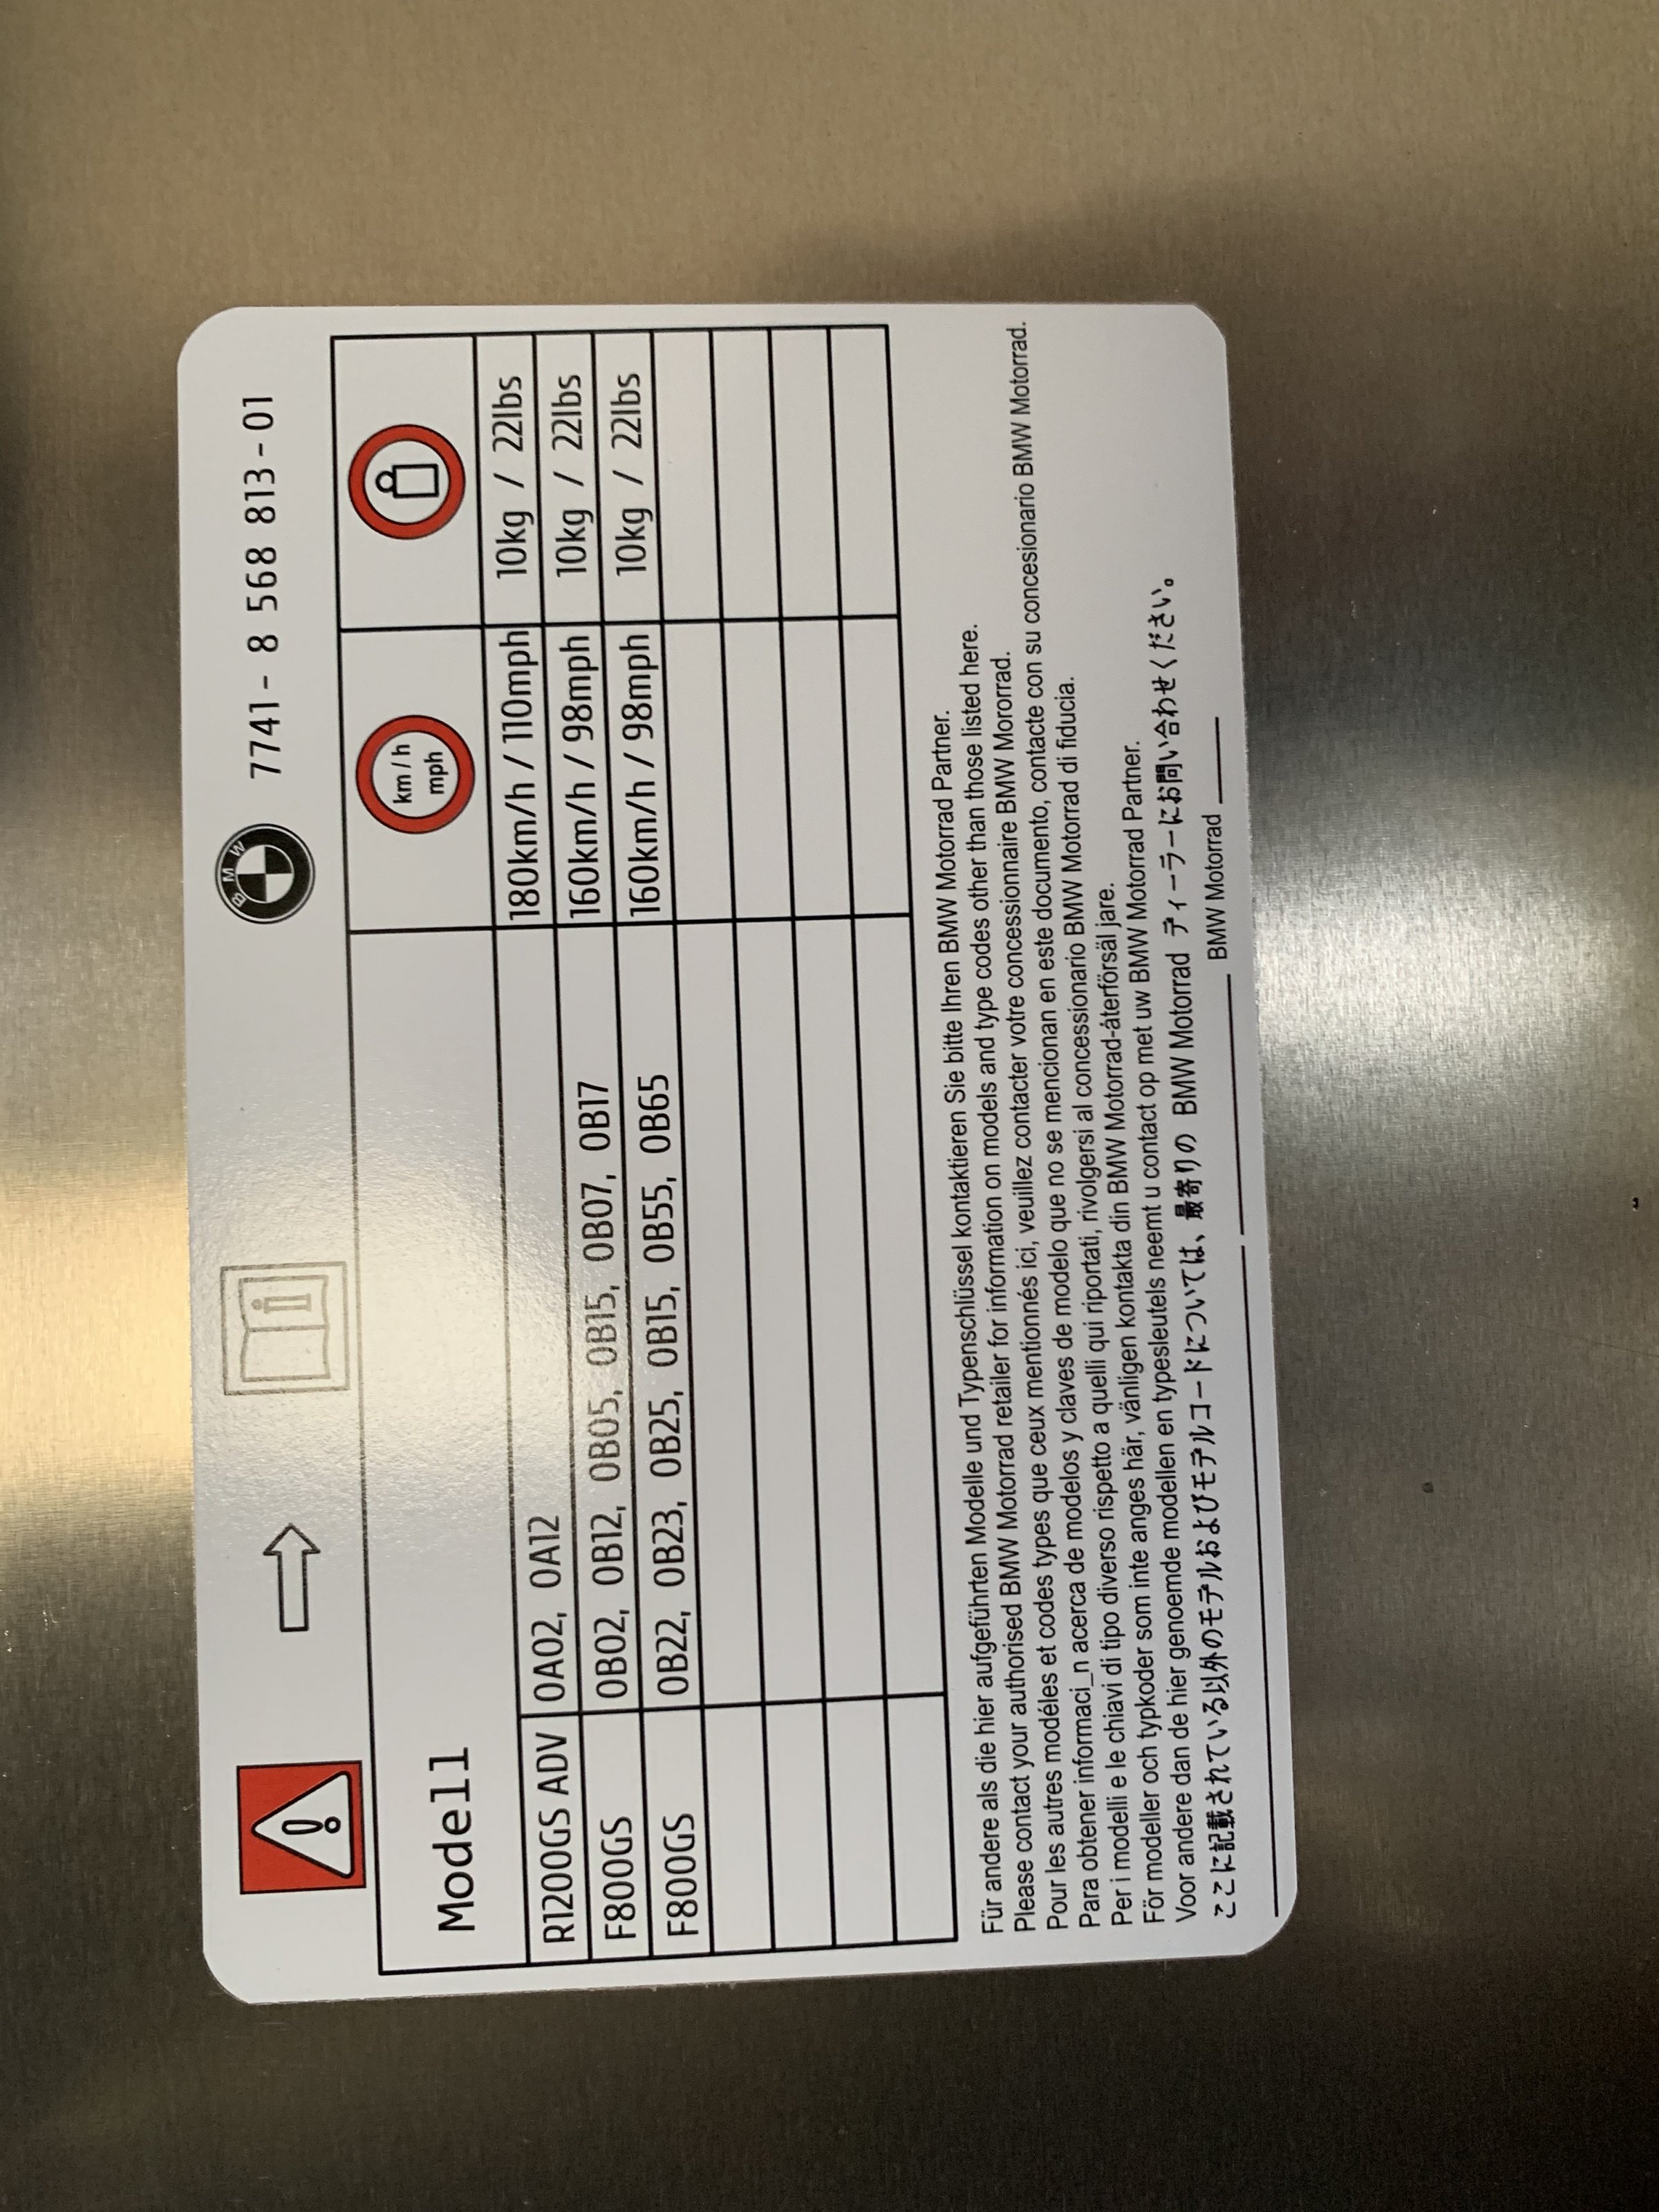 BMW 7741 - 8 568 813 - 01
i
Modell km/h mph
R1200GS ADV 0A02, 0A12 180km/h / 110mph 10kg / 22lbs
F800GS 0B02, 0B12, 0B05, 0B15, 0B07, 0B17 160km/h / 98mph 10kg / 22lbs
F800GS 0B22, 0B23, 0B25, 0B15, 0B55, 0B65 160km/h / 98mph 10kg / 22lbs
Für andere als die hier aufgeführten Modelle und Typenschlüssel kontaktieren Sie bitte Ihren BMW Motorrad Partner.
Please contact your authorised BMW Motorrad retailer for information on models and type codes other than those listed here.
Pour les autres modéles et codes types que ceux mentionnés ici, veuillez contacter votre concessionnaire BMW Mororrad.
Para obtener informaci_n acerca de modelos y claves de modelo que no se mencionan en este documento, contacte con su concesionario BMW Motorrad.
Per i modelli e le chiavi di tipo diverso rispetto a quelli qui riportati, rivolgersi al concessionario BMW Motorrad di fiducia.
För modeller och typkoder som inte anges här, vänligen kontakta din BMW Motorrad-återförsäljare.
Voor andere dan de hier genoemde modellen en typesleutels neemt u contact op met uw BMW Motorrad Partner.
ここに記載されている以外のモデルおよびモデルコードについては、最寄りの BMW Motorrad ディーラーにお問い合わせください。
BMW Motorrad